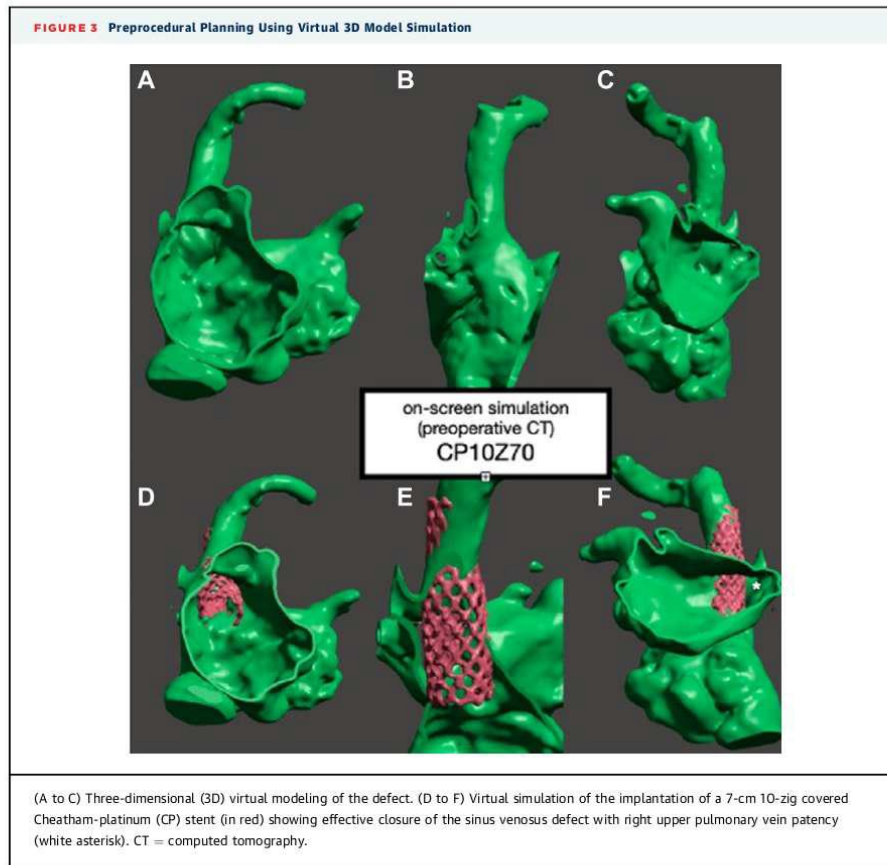 FIGURE 3 Preprocedural Planning Using Virtual 3D Model Simulation
A
B
C
on-screen simulation
(preoperative CT)
CP10Z70
D
E
F
(A to C) Three-dimensional (3D) virtual modeling of the defect. (D to F) Virtual simulation of the implantation of a 7-cm 10-zig covered
Cheatham-platinum (CP) stent (in red) showing effective closure of the sinus venosus defect with right upper pulmonary vein patency
(white asterisk). CT = computed tomography.